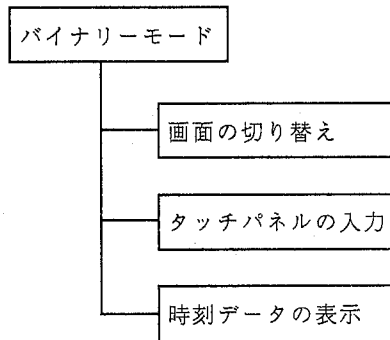 バイナリーモード
画面の切り替え
タッチパネルの入力
時刻データの表示